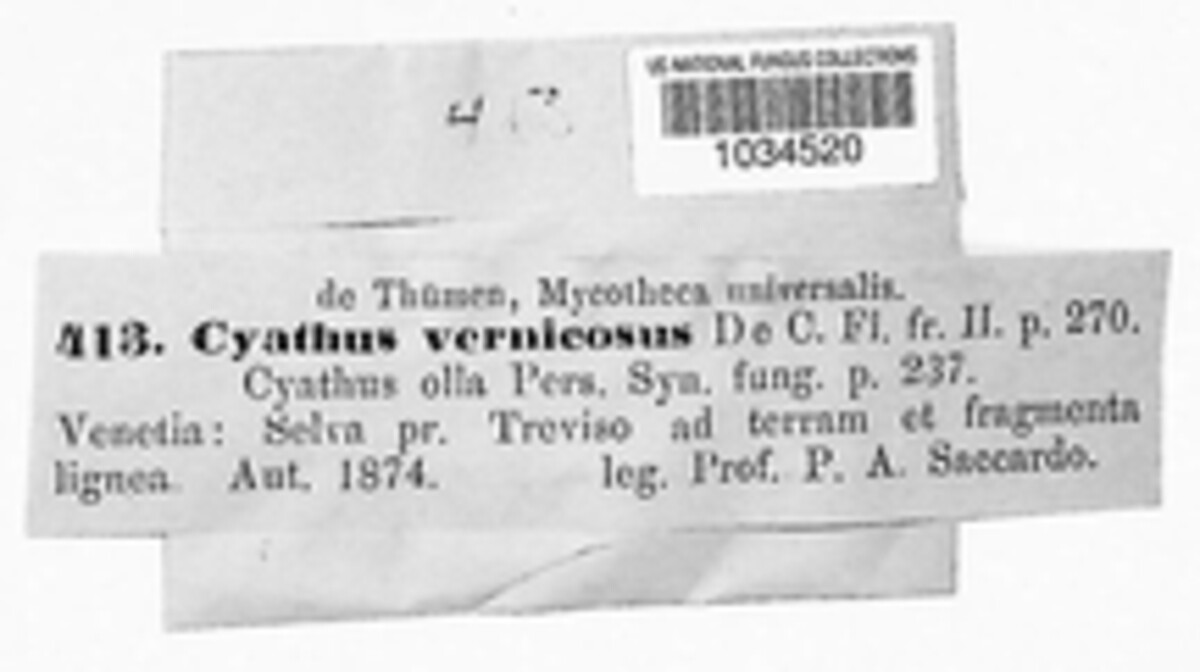 US NATIONAL FUNGUS COLLECTIONS
1034520
de Thümen, Mycotheca universalis.
413. Cyathus vernicosus De C. Fl. fr. II. p. 270.
Cyathus olla Pers. Syn. fung. p. 237.
Venetia: Selva pr. Treviso ad terram et fragmenta
lignea. Aut. 1874. leg. Prof. P. A. Saccardo.